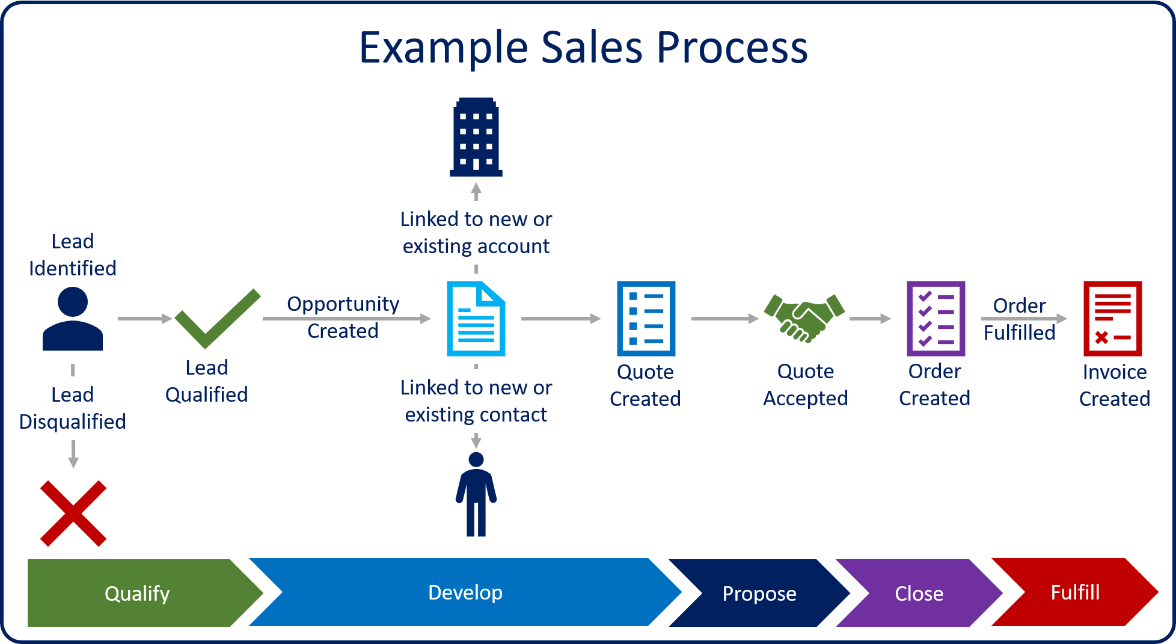 Example Sales Process
Linked to new or
existing account
Lead
Identified
Opportunity
Created
Order
Fulfilled
Lead
Qualified
Lead
Disqualified
Linked to new or
existing contact
Quote
Created
Quote
Accepted
Order
Created
Invoice
Created
Qualify
Develop
Propose
Close
Fulfill